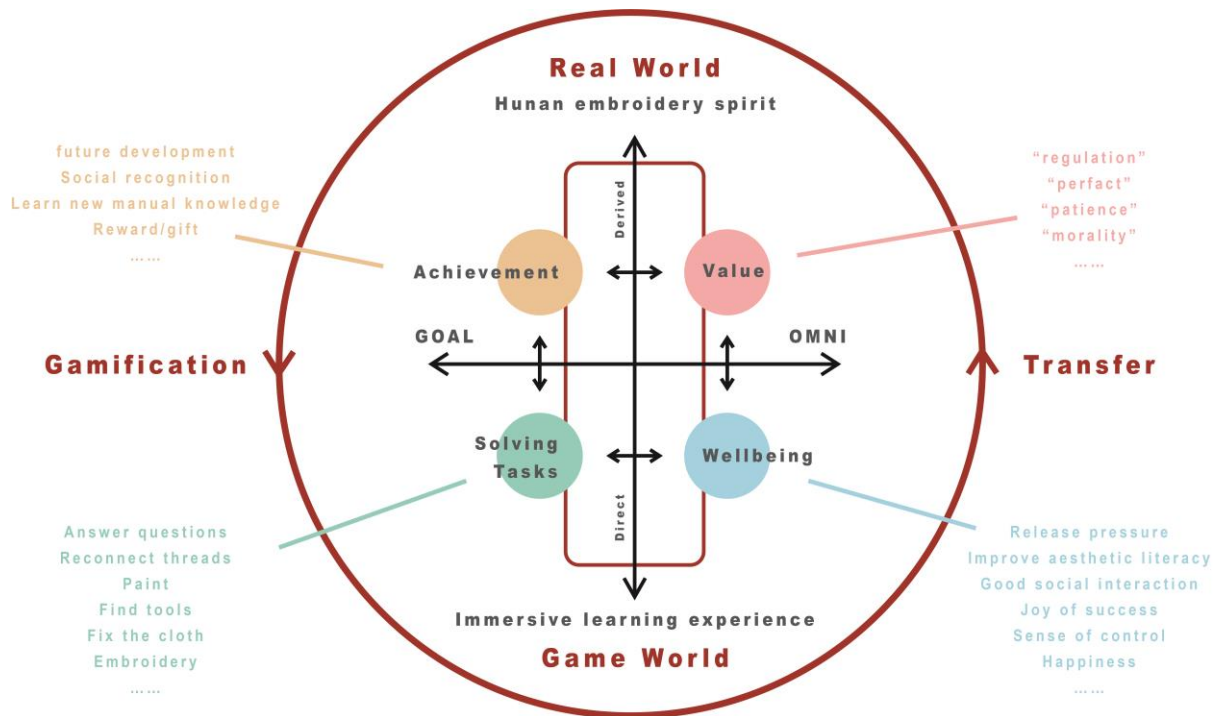 Real World
Hunan embroidery spirit
future development
Social recognition
Learn new manual knowledge
Reward/gift
……
“regulation”
“perfact”
“patience”
“morality”
……
Derived
Achievement
Value
GOAL
OMNI
Gamification
Transfer
Solving
Tasks
Wellbeing
Direct
Answer questions
Reconnect threads
Paint
Find tools
Fix the cloth
Embroidery
……
Release pressure
Improve aesthetic literacy
Good social interaction
Joy of success
Sense of control
Happiness
……
Immersive learning experience
Game World